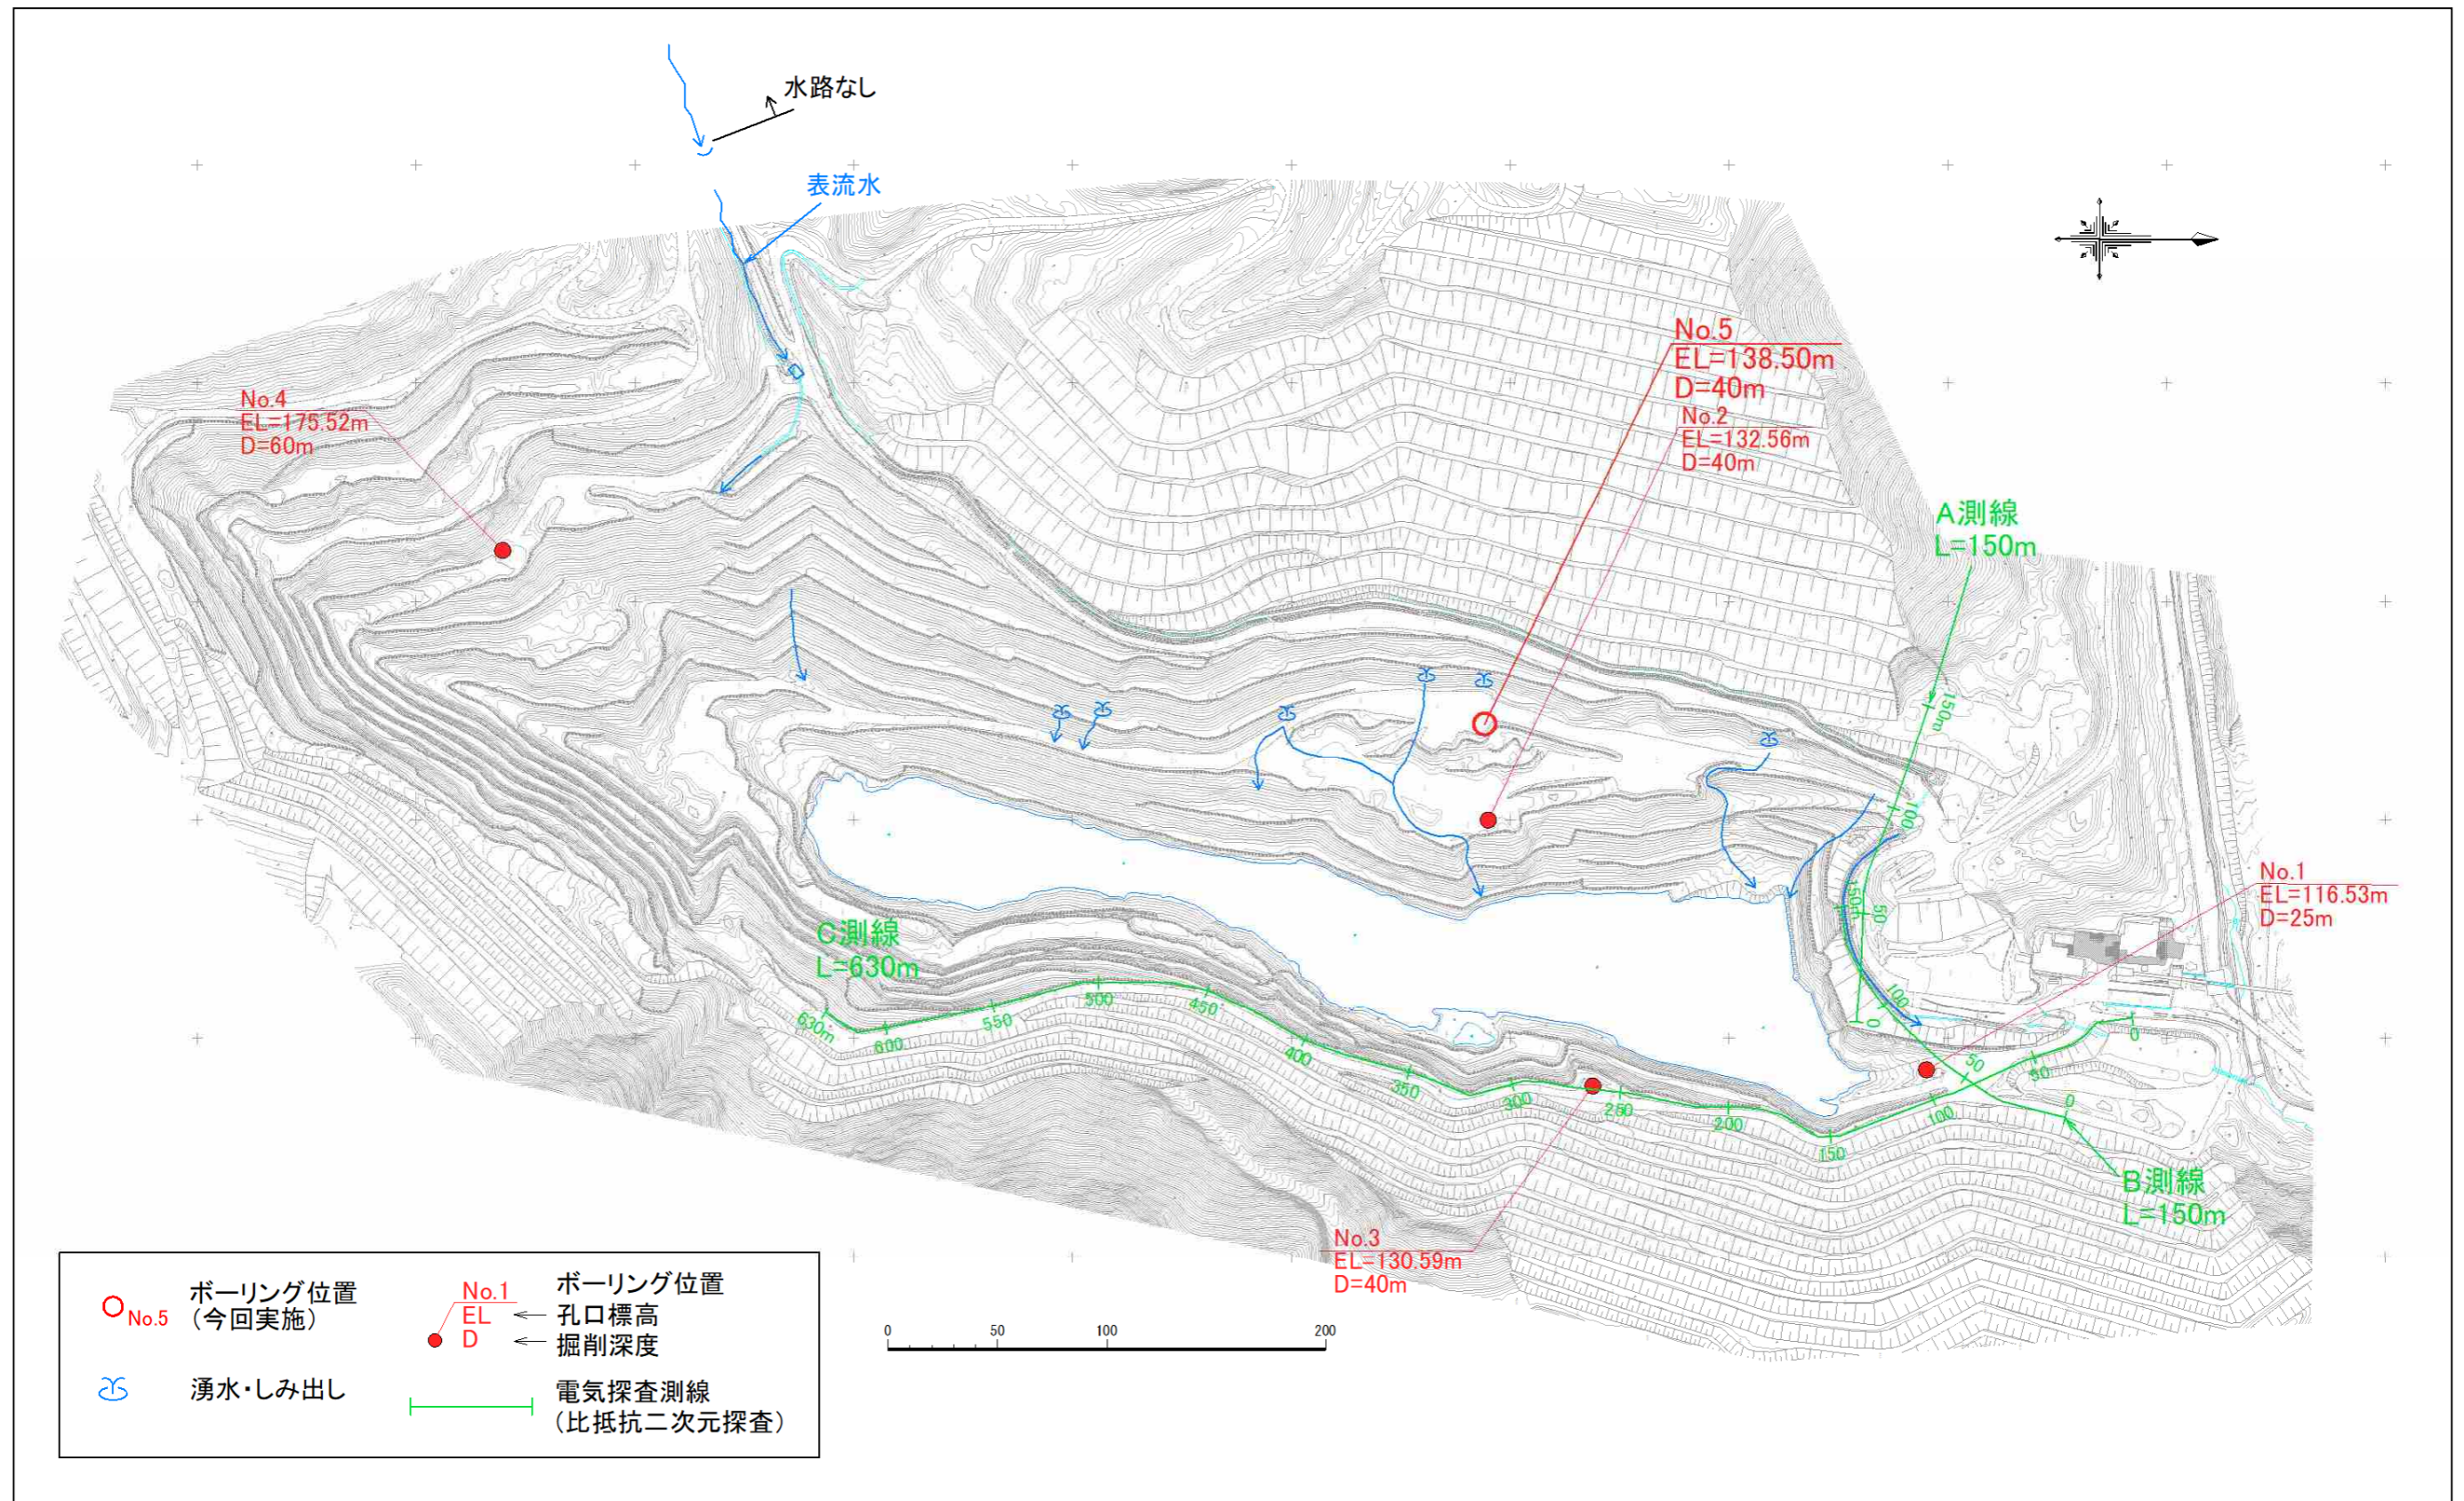 水路なし
表流水
No.5
EL=138.50m
D=40m
No.2
EL=132.56m
D=40m
No.4
EL=175.52m
D=60m
A測線
L=150m
150m
100
50
0
No.1
EL=116.53m
D=25m
150m
100
50
0
B測線
L=150m
C測線
L=630m
630m
600
550
500
450
400
350
300
250
200
150
100
50
0
No.3
EL=130.59m
D=40m
No.5
ボーリング位置
(今回実施)
No.1
EL
D
ボーリング位置
孔口標高
掘削深度
湧水・しみ出し
電気探査測線
(比抵抗二次元探査)
0 50 100 200